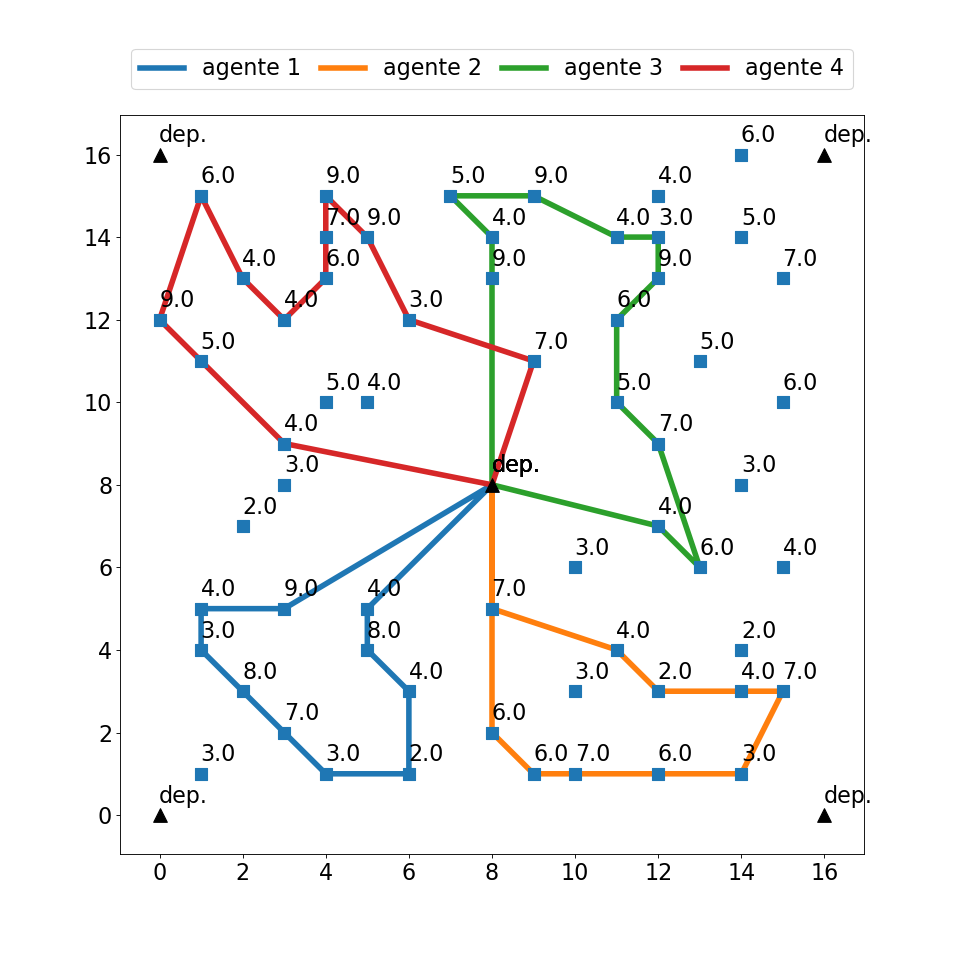 agente 1 agente 2 agente 3 agente 4
dep. 6.0 dep.
16
6.0 9.0 5.0 9.0 4.0
7.0 9.0 4.0 4.0 3.0 5.0
14
4.0 6.0 9.0 9.0 7.0
9.0 4.0 3.0 6.0
12
5.0 7.0 5.0
5.0 4.0 5.0 6.0
10
4.0 7.0
3.0 dep. 3.0
8
2.0 4.0
3.0 6.0 4.0
6
4.0 9.0 4.0 7.0
3.0 8.0 4.0 2.0
4
8.0 4.0 3.0 2.0 4.0 7.0
7.0 6.0
2
3.0 3.0 2.0 6.0 7.0 6.0 3.0
dep. dep.
0
0 2 4 6 8 10 12 14 16